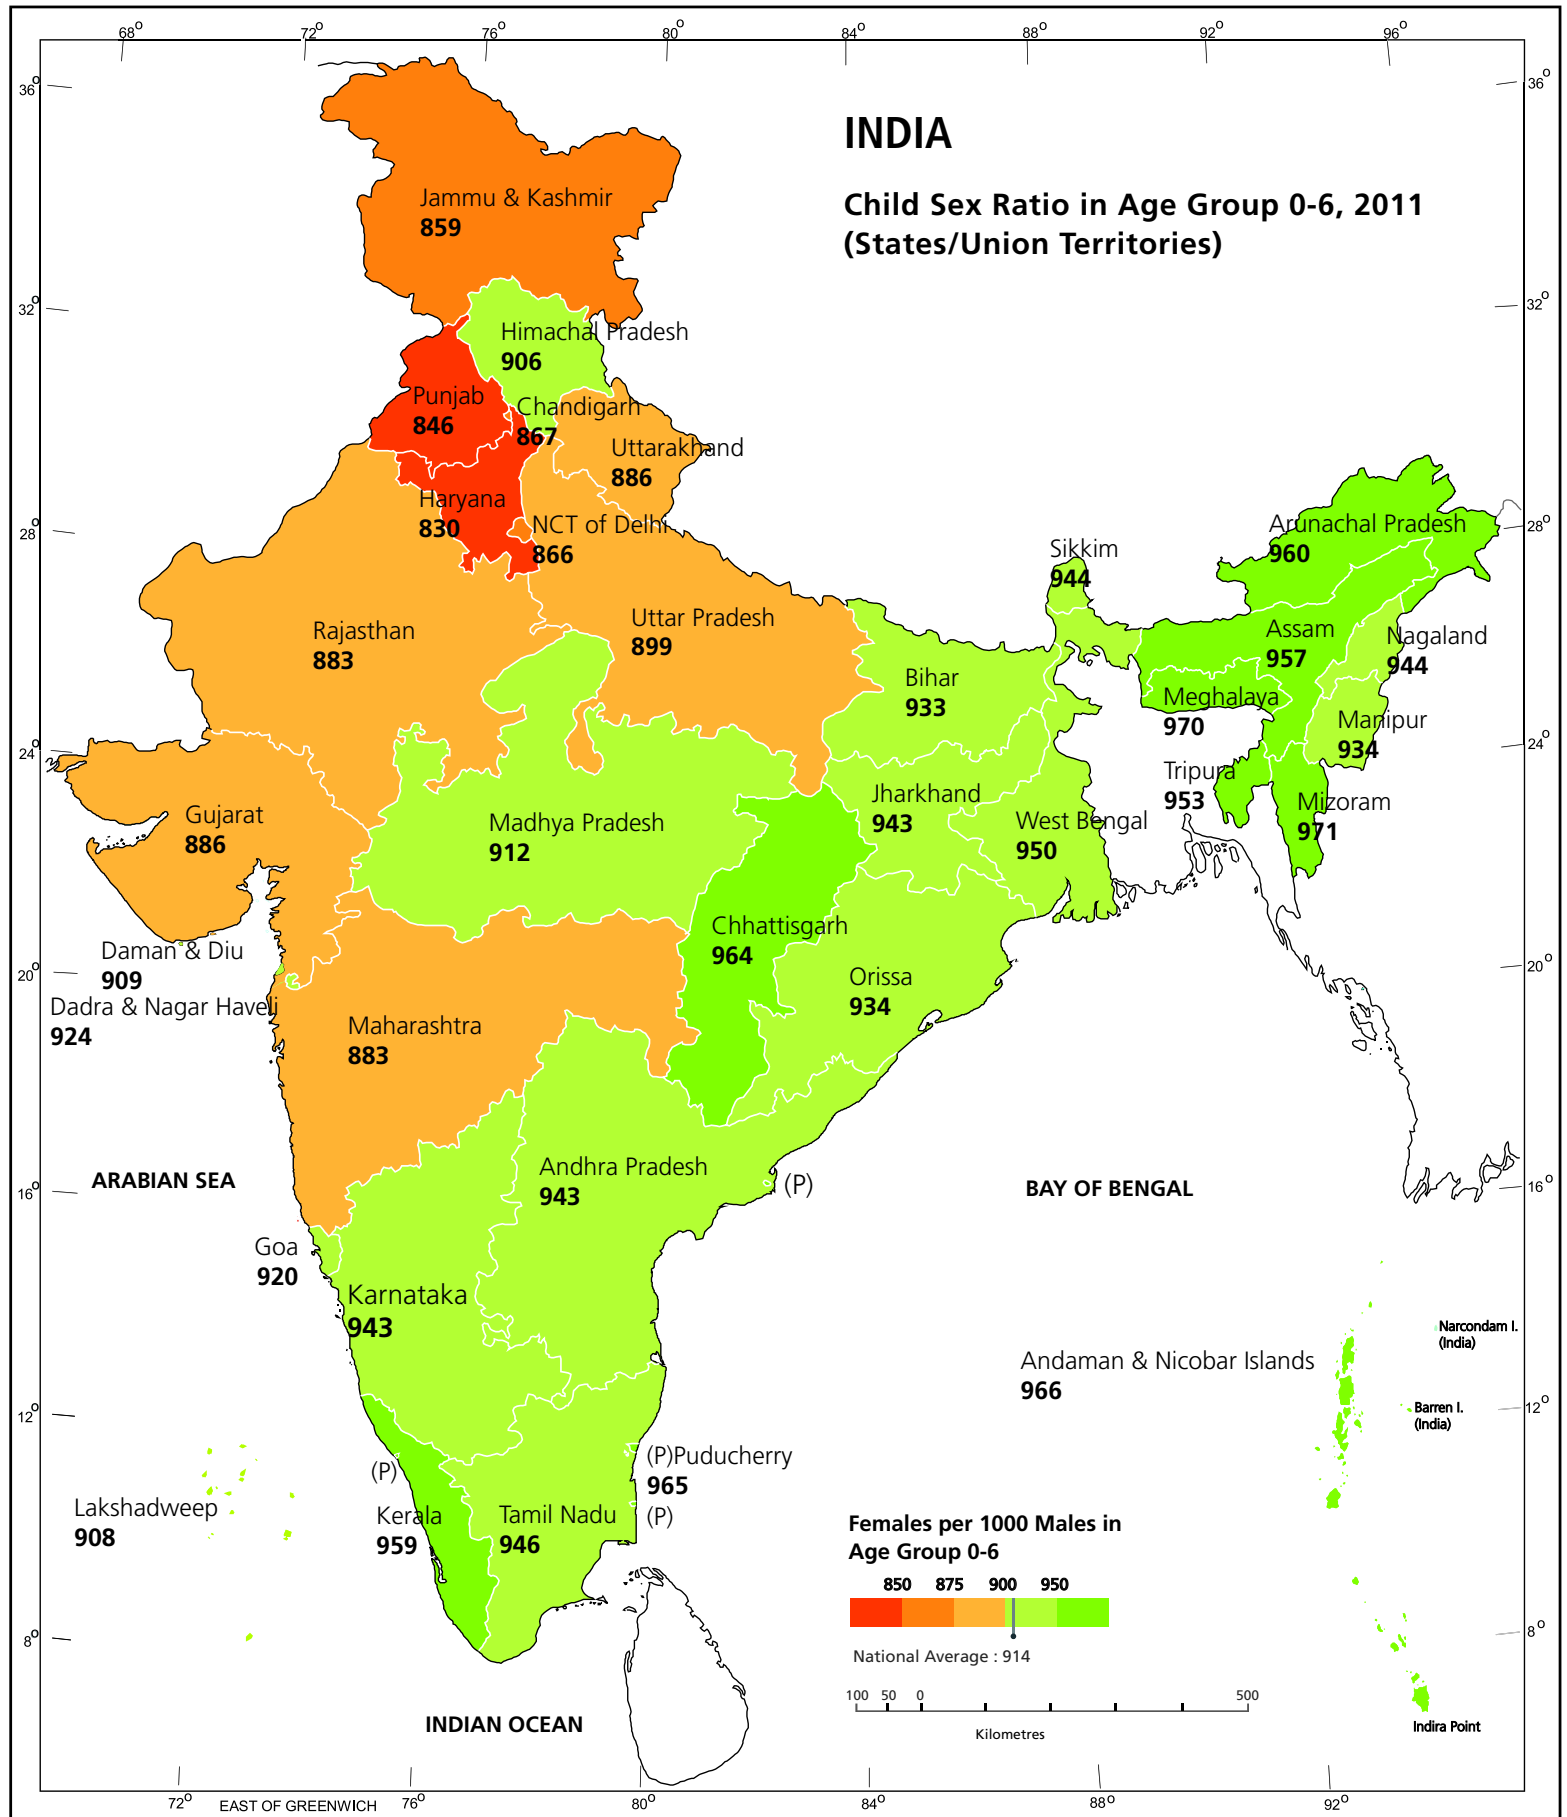 68° 72° 76° 80° 84° 88° 92° 96°
36° 36°
INDIA
Child Sex Ratio in Age Group 0-6, 2011
(States/Union Territories)
Jammu & Kashmir
859
32° 32°
Himachal Pradesh
906
Punjab
846
Chandigarh
867
Uttarakhand
886
Haryana
830
NCT of Delhi
866
28° 28°
Arunachal Pradesh
960
Sikkim
944
Rajasthan
883
Uttar Pradesh
899
Assam
957
Nagaland
944
Bihar
933
Meghalaya
970
Manipur
934
24° 24°
Tripura
953
Mizoram
971
Gujarat
886
Madhya Pradesh
912
Jharkhand
943
West Bengal
950
Chhattisgarh
964
Daman & Diu
909
20° 20°
Orissa
934
Dadra & Nagar Haveli
924
Maharashtra
883
ARABIAN SEA
Andhra Pradesh
943
(P)
BAY OF BENGAL
16° 16°
Goa
920
Karnataka
943
Narcondam I.
(India)
Andaman & Nicobar Islands
966
12° 12°
Barren I.
(India)
(P)
(P)Puducherry
965
(P)
Lakshadweep
908
Kerala
959
Tamil Nadu
946
Females per 1000 Males in
Age Group 0-6
850 875 900 950
8° 8°
National Average : 914
100 50 0 500
Kilometres
INDIAN OCEAN
Indira Point
72° EAST OF GREENWICH 76° 80° 84° 88° 92°